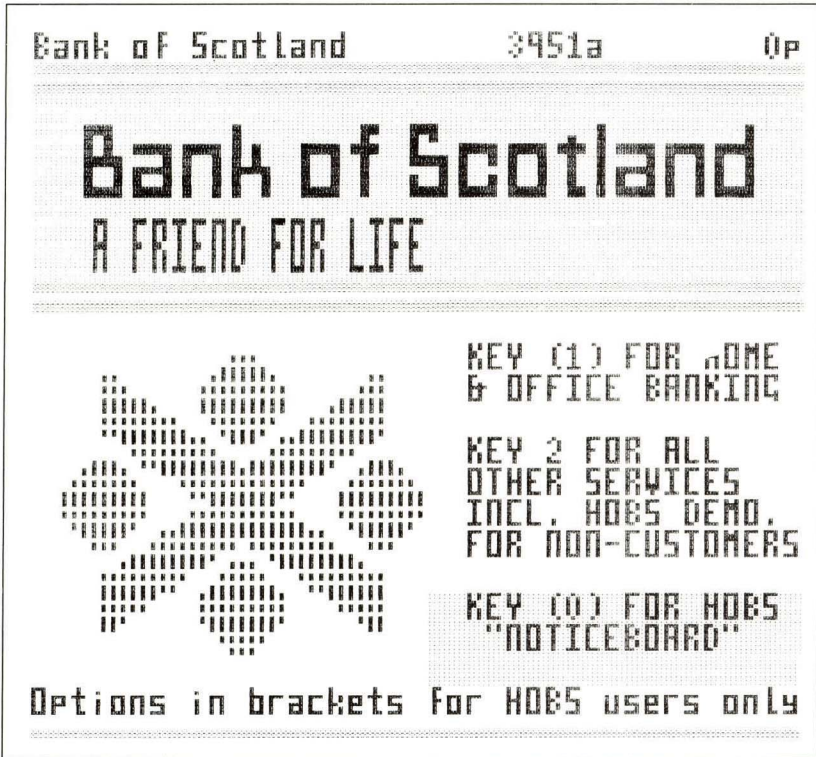 Bank of Scotland 3951a 0p
Bank of Scotland
A FRIEND FOR LIFE
KEY (1) FOR HOME
& OFFICE BANKING
KEY 2 FOR ALL
OTHER SERVICES
INCL. HOBS DEMO.
FOR NON-CUSTOMERS
KEY (0) FOR HOBS
"NOTICEBOARD"
Options in brackets for HOBS users only